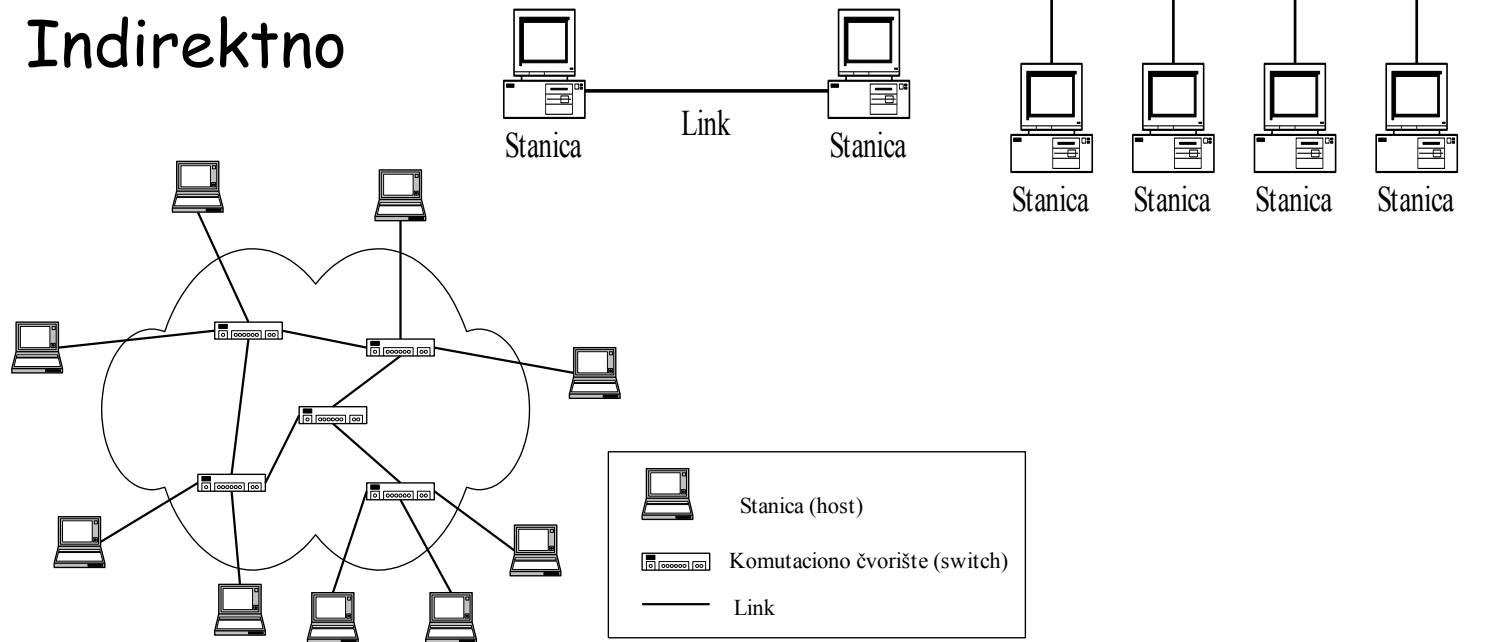 Indirektno
Link
Stanica
Stanica
Stanica
Stanica
Stanica
Stanica
Stanica (host)
Komutaciono čvorište (switch)
Link